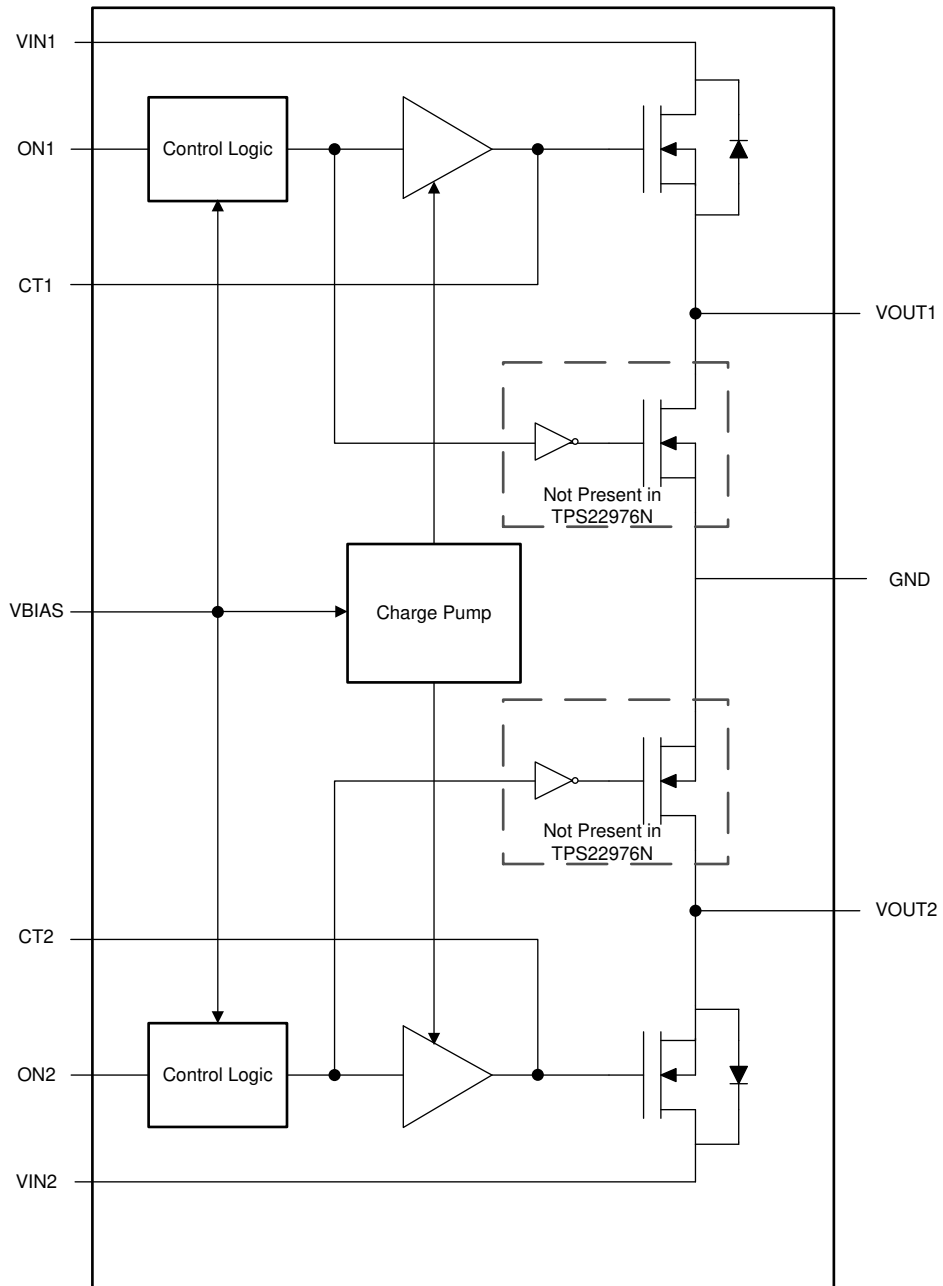 VIN1
Control Logic
ON1
CT1
VOUT1
Not Present in
TPS22976N
GND
VBIAS
Charge Pump
Not Present in
TPS22976N
VOUT2
CT2
ON2
Control Logic
VIN2